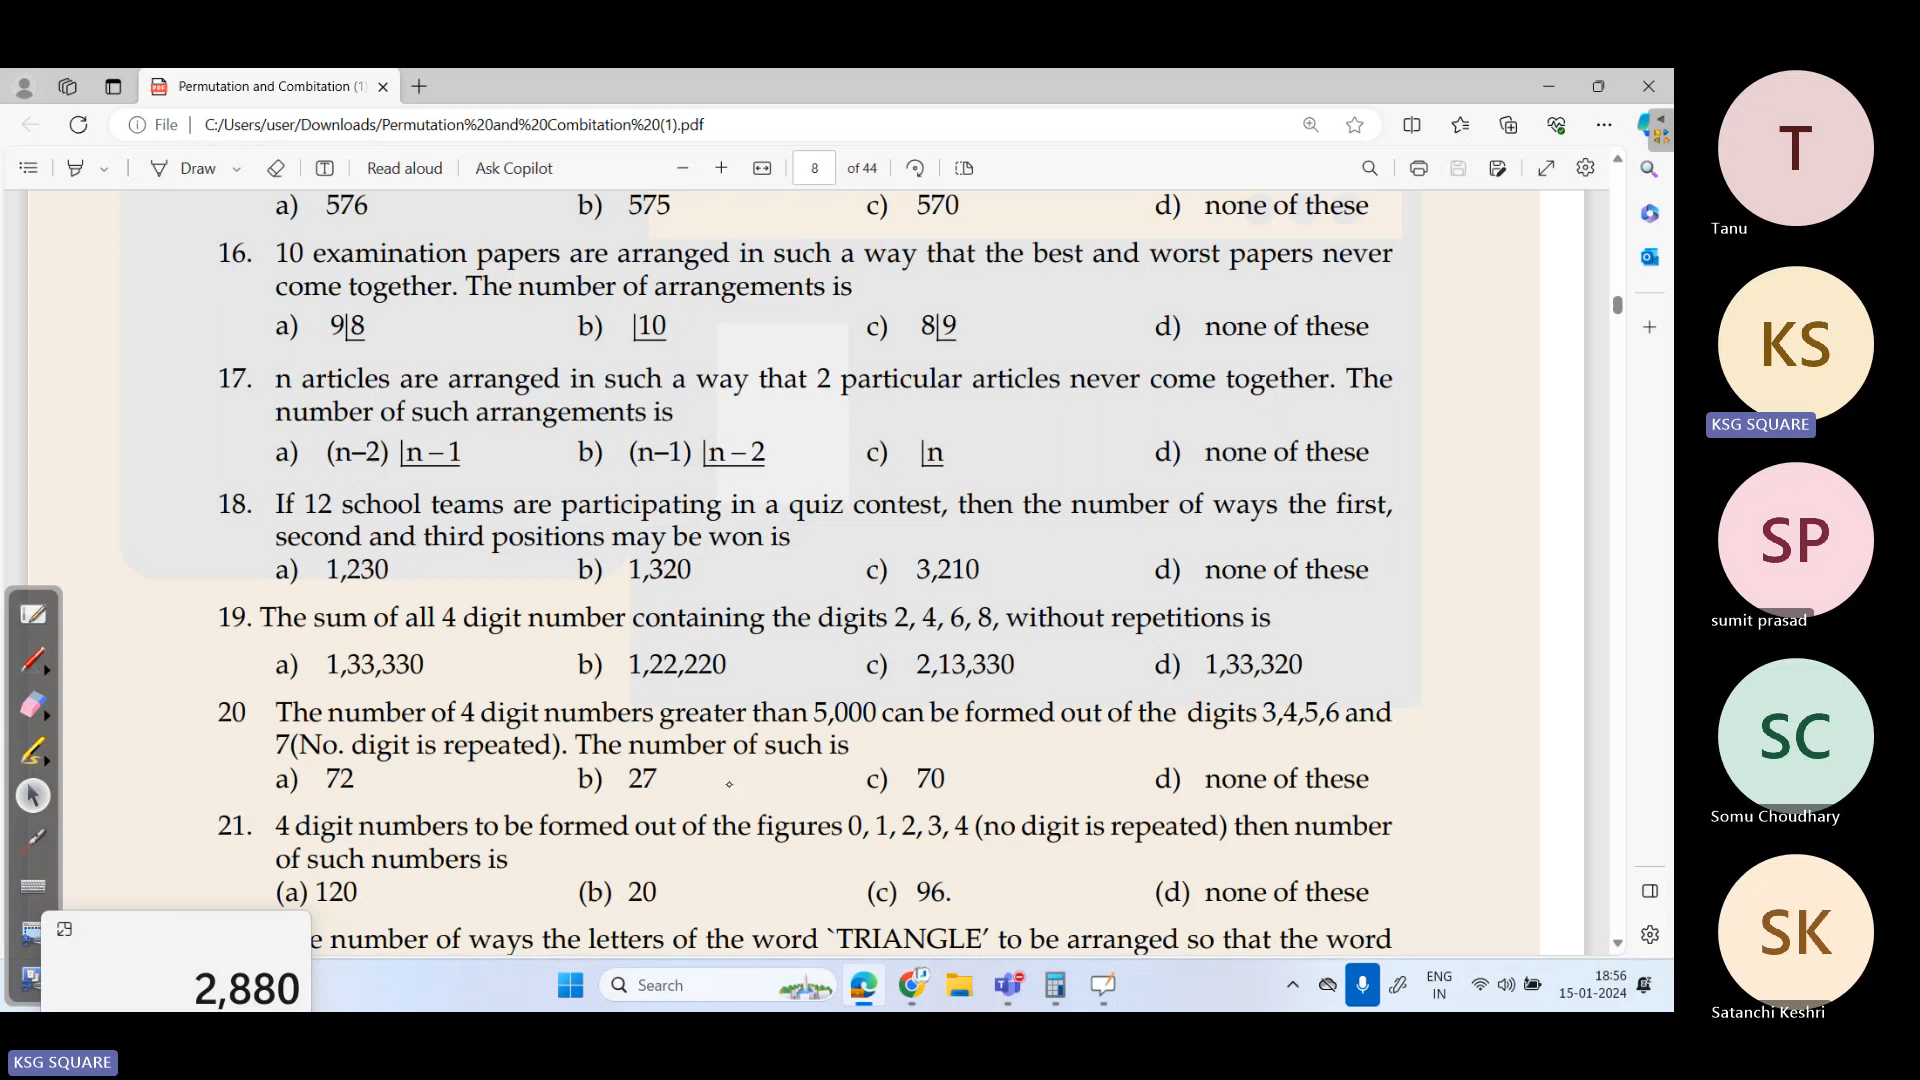 Permutation and Combitation (1)
File | C:/Users/user/Downloads/Permutation%20and%20Combitation%20(1).pdf
Draw
Read aloud
Ask Copilot
8 of 44
a) 576 b) 575 c) 570 d) none of these
16. 10 examination papers are arranged in such a way that the best and worst papers never
come together. The number of arrangements is
a) 9|8 b) |10 c) 8|9 d) none of these
17. n articles are arranged in such a way that 2 particular articles never come together. The
number of such arrangements is
a) (n–2) |n – 1 b) (n–1) |n – 2 c) |n d) none of these
18. If 12 school teams are participating in a quiz contest, then the number of ways the first,
second and third positions may be won is
a) 1,230 b) 1,320 c) 3,210 d) none of these
19. The sum of all 4 digit number containing the digits 2, 4, 6, 8, without repetitions is
a) 1,33,330 b) 1,22,220 c) 2,13,330 d) 1,33,320
20 The number of 4 digit numbers greater than 5,000 can be formed out of the digits 3,4,5,6 and
7(No. digit is repeated). The number of such is
a) 72 b) 27 c) 70 d) none of these
21. 4 digit numbers to be formed out of the figures 0, 1, 2, 3, 4 (no digit is repeated) then number
of such numbers is
(a) 120 (b) 20 (c) 96. (d) none of these
e number of ways the letters of the word `TRIANGLE' to be arranged so that the word
2,880
Search
ENG
IN
18:56
15-01-2024
T
Tanu
KS
KSG SQUARE
SP
sumit prasad
SC
Somu Choudhary
SK
Satanchi Keshri
KSG SQUARE